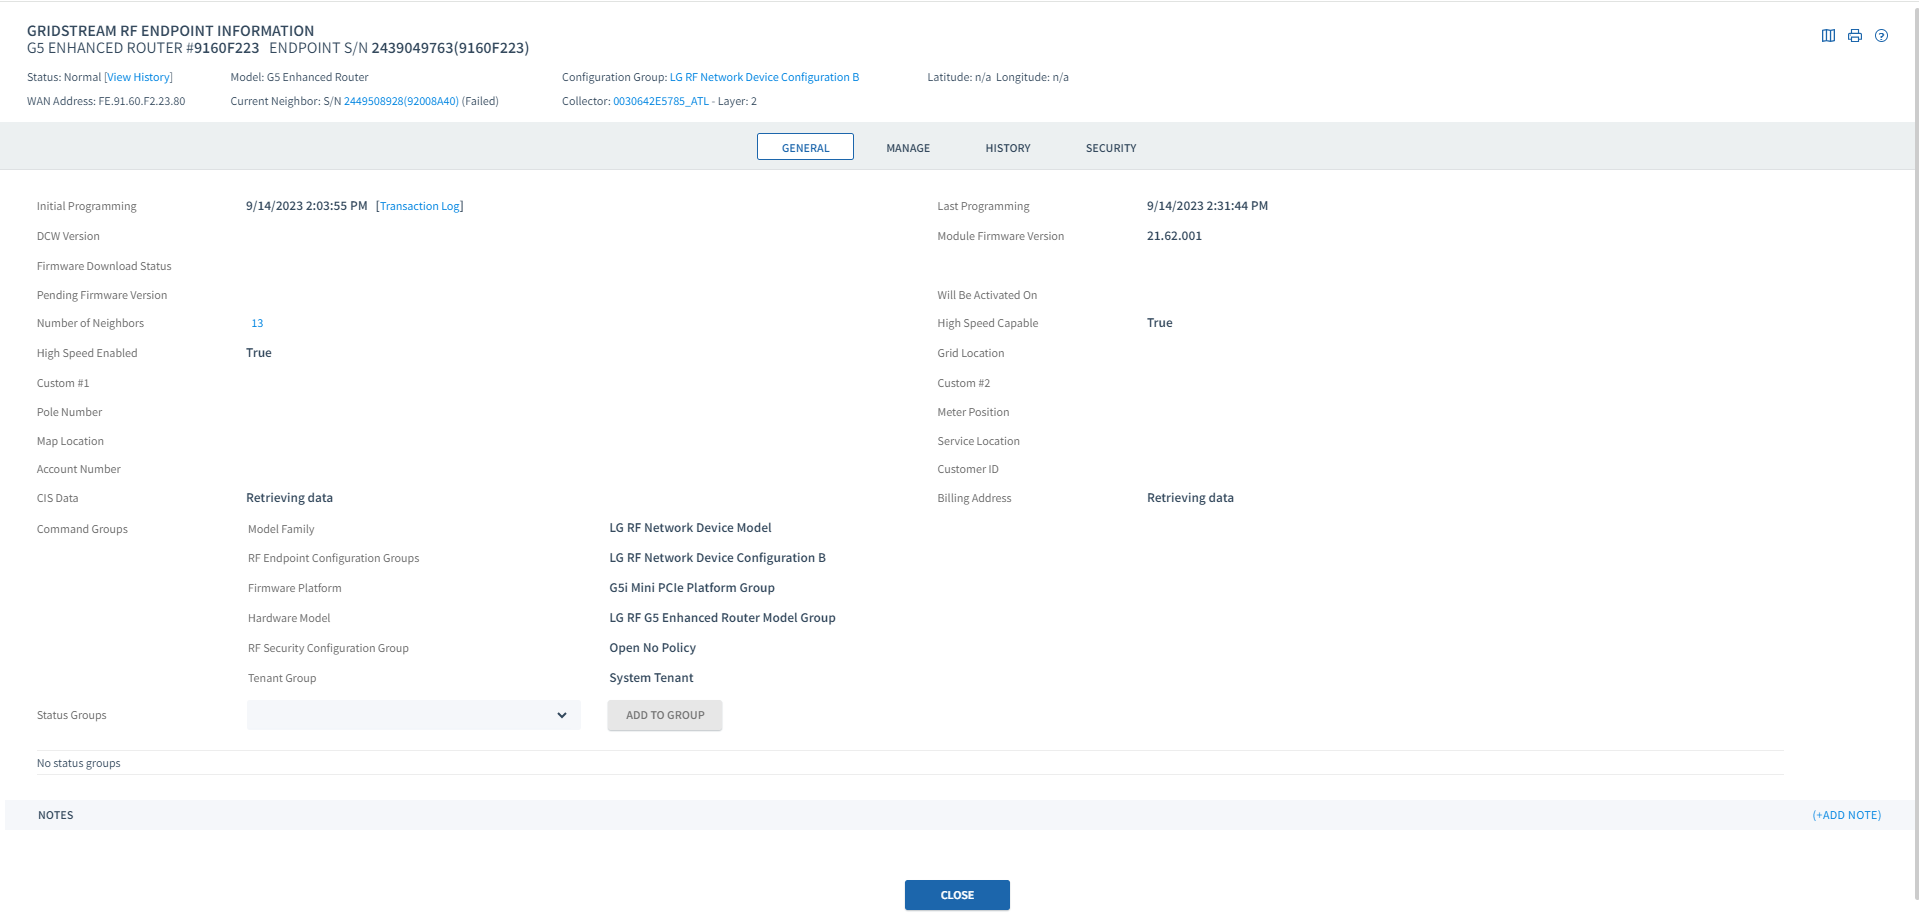 GRIDSTREAM RF ENDPOINT INFORMATION
G5 ENHANCED ROUTER #9160F223 ENDPOINT S/N 2439049763(9160F223)
Status: Normal [View History] Model: G5 Enhanced Router Configuration Group: LG RF Network Device Configuration B Latitude: n/a Longitude: n/a
WAN Address: FE.91.60.F2.23.80 Current Neighbor: S/N 2449508928(92008A40) (Failed) Collector: 0030642E5785_ATL - Layer: 2
GENERAL MANAGE HISTORY SECURITY
Initial Programming 9/14/2023 2:03:55 PM [Transaction Log] Last Programming 9/14/2023 2:31:44 PM
DCW Version Module Firmware Version 21.62.001
Firmware Download Status
Pending Firmware Version Will Be Activated On
Number of Neighbors 13 High Speed Capable True
High Speed Enabled True Grid Location
Custom #1 Custom #2
Pole Number Meter Position
Map Location Service Location
Account Number Customer ID
CIS Data Retrieving data Billing Address Retrieving data
Command Groups Model Family LG RF Network Device Model
RF Endpoint Configuration Groups LG RF Network Device Configuration B
Firmware Platform G5i Mini PCIe Platform Group
Hardware Model LG RF G5 Enhanced Router Model Group
RF Security Configuration Group Open No Policy
Tenant Group System Tenant
Status Groups ADD TO GROUP
No status groups
NOTES (+ADD NOTE)
CLOSE